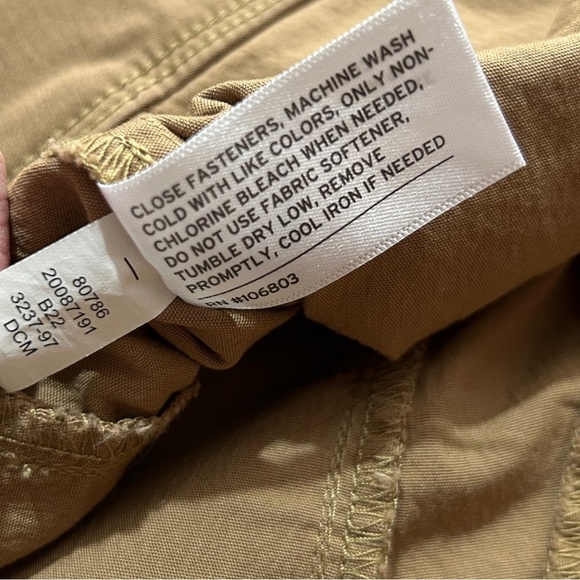 CLOSE FASTENERS, MACHINE WASH
COLD WITH LIKE COLORS, ONLY NON-
CHLORINE BLEACH WHEN NEEDED,
DO NOT USE FABRIC SOFTENER,
TUMBLE DRY LOW, REMOVE
PROMPTLY, COOL IRON IF NEEDED
RN #106803
80786
20087191
B22
3237-97
DCM